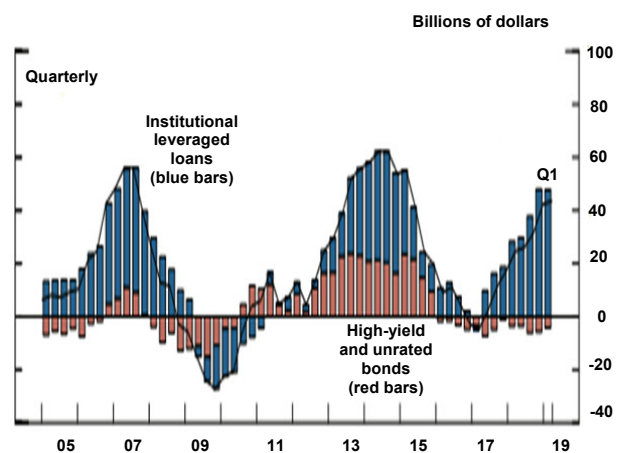 Billions of dollars
100
Quarterly
80
Institutional
leveraged
loans
(blue bars)
60
Q1
40
20
0
High-yield
and unrated
bonds
(red bars)
-20
-40
05 07 09 11 13 15 17 19